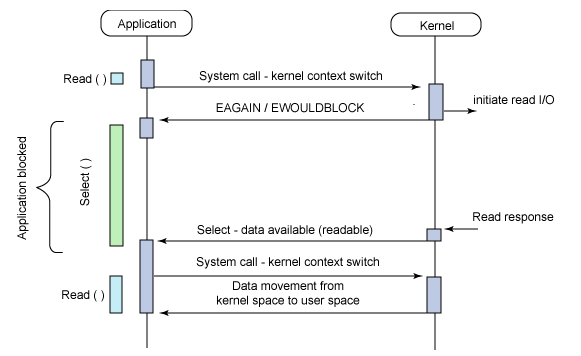 Application
Kernel
Read ( )
System call - kernel context switch
initiate read I/O
EAGAIN / EWOULDBLOCK
Application blocked
Select ( )
Read response
Select - data available (readable)
System call - kernel context switch
Read ( )
Data movement from
kernel space to user space